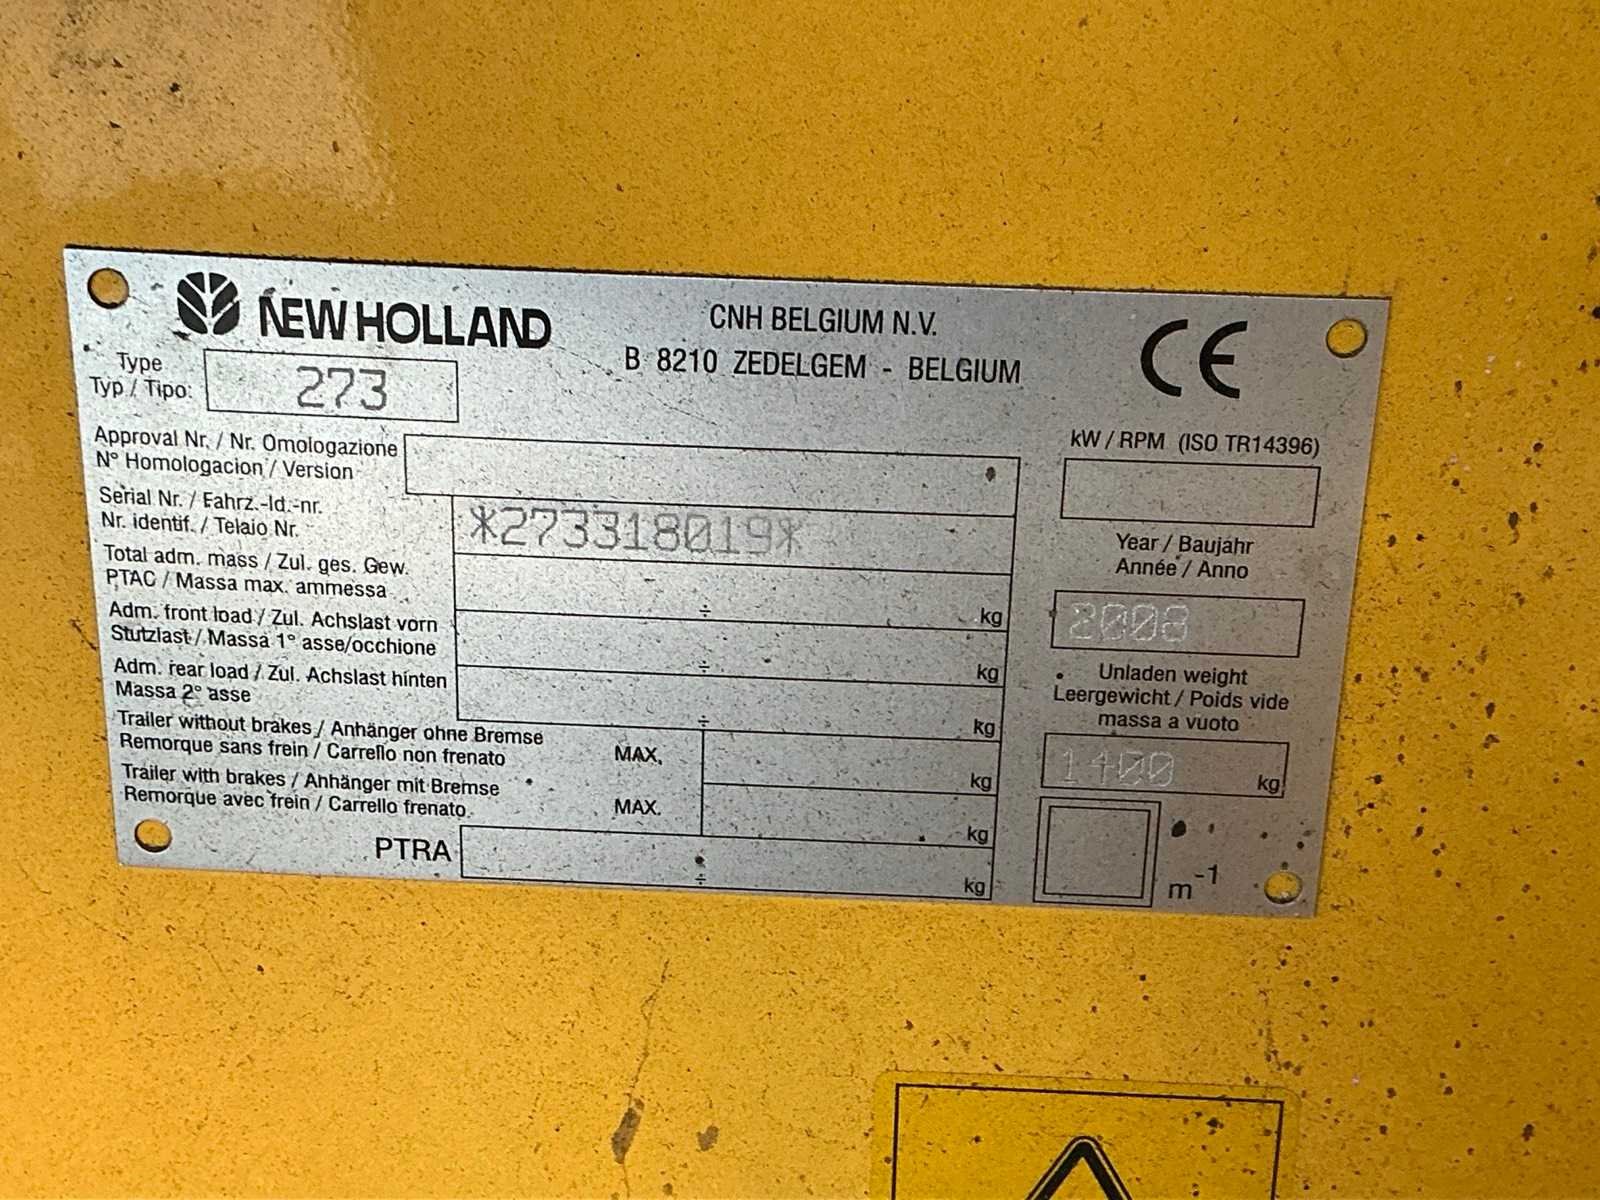 NEW HOLLAND
CNH BELGIUM N.V.
B 8210 ZEDELGEM - BELGIUM
CE
Type
Typ / Tipo:
273
Approval Nr. / Nr. Omologazione
N° Homologacion / Version
Serial Nr. / Fahrz.-Id.-nr.
Nr. identif. / Telaio Nr.
*273318019*
Total adm. mass / Zul. ges. Gew.
PTAC / Massa max. ammessa
÷ kg
Adm. front load / Zul. Achslast vorn
Stutzlast / Massa 1° asse/occhione
÷ kg
Adm. rear load / Zul. Achslast hinten
Massa 2° asse
÷ kg
Trailer without brakes / Anhänger ohne Bremse
Remorque sans frein / Carrello non frenato
MAX. kg
Trailer with brakes / Anhänger mit Bremse
Remorque avec frein / Carrello frenato
MAX. kg
PTRA ÷ kg
kW / RPM (ISO TR14396)
Year / Baujahr
Année / Anno
2008
Unladen weight
Leergewicht / Poids vide
massa a vuoto
1400 kg
m-1